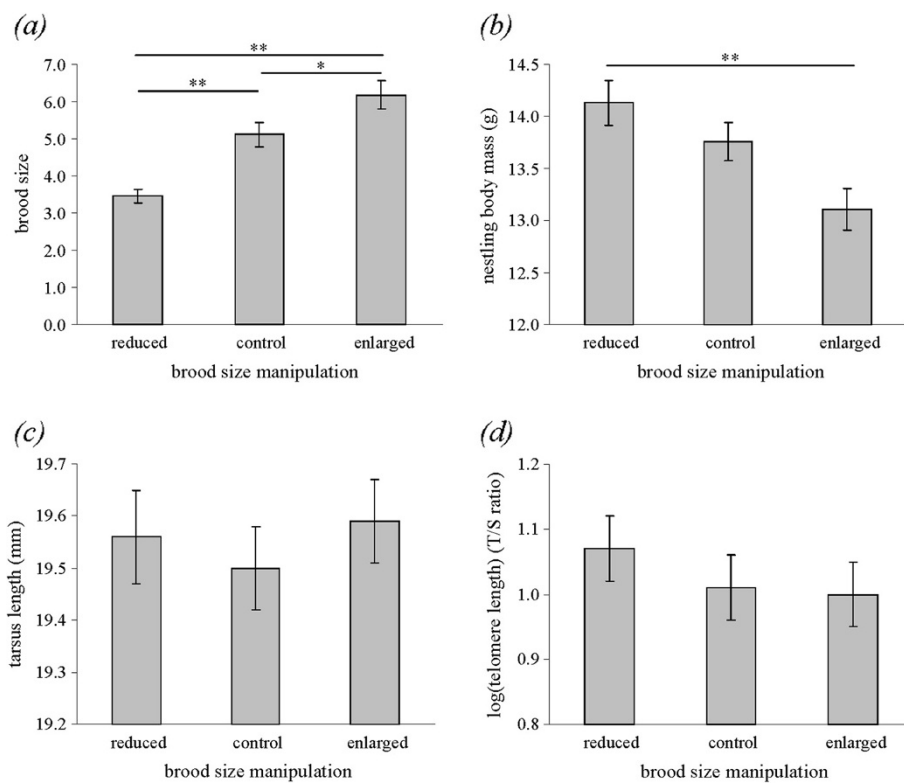 (a)
**
**
*
7.0
6.0
5.0
4.0
3.0
2.0
1.0
0.0
brood size
reduced control enlarged
brood size manipulation
(b)
**
14.5
14.0
13.5
13.0
12.5
12.0
nestling body mass (g)
reduced control enlarged
brood size manipulation
(c)
19.7
19.6
19.5
19.4
19.3
19.2
tarsus length (mm)
reduced control enlarged
brood size manipulation
(d)
1.2
1.1
1.0
0.9
0.8
log(telomere length) (T/S ratio)
reduced control enlarged
brood size manipulation